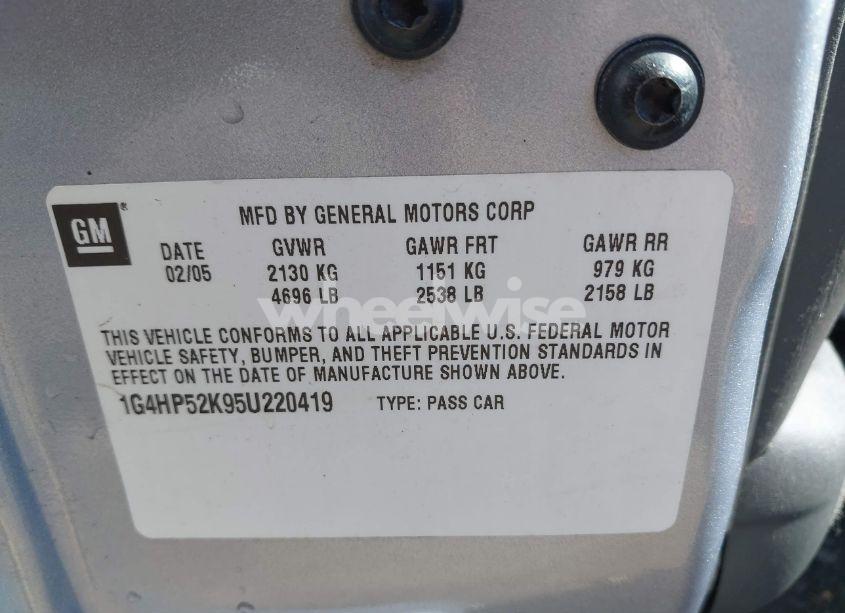 GM
MFD BY GENERAL MOTORS CORP
DATE GVWR GAWR FRT GAWR RR
02/05 2130 KG 1151 KG 979 KG
4696 LB 2538 LB 2158 LB
wheelwise
THIS VEHICLE CONFORMS TO ALL APPLICABLE U.S. FEDERAL MOTOR
VEHICLE SAFETY, BUMPER, AND THEFT PREVENTION STANDARDS IN
EFFECT ON THE DATE OF MANUFACTURE SHOWN ABOVE.
1G4HP52K95U220419 TYPE: PASS CAR